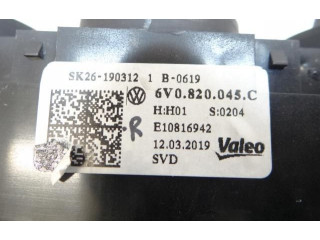 SK26-190312 1 B-0619
6V0.820.045.C
H:H01 S:0204
R E10816942
12.03.2019 Valeo
SVD